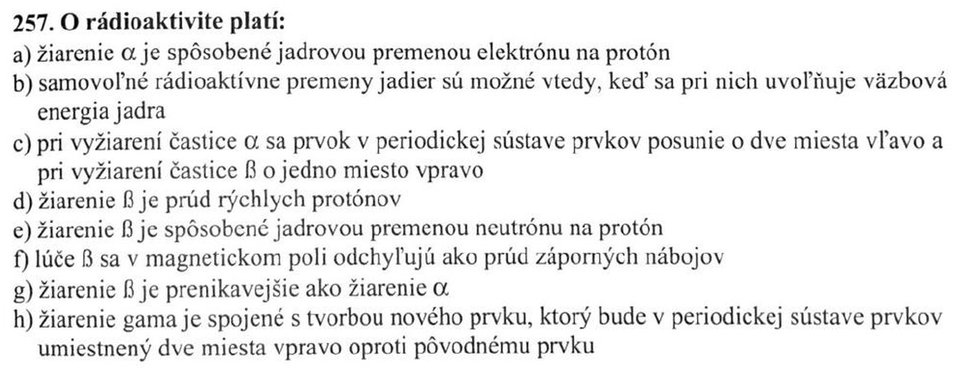 257. O rádioaktivite platí:
a) žiarenie α je spôsobené jadrovou premenou elektrónu na protón
b) samovoľné rádioaktívne premeny jadier sú možné vtedy, keď sa pri nich uvoľňuje väzbová
energia jadra
c) pri vyžiarení častice α sa prvok v periodickej sústave prvkov posunie o dve miesta vľavo a
pri vyžiarení častice ß o jedno miesto vpravo
d) žiarenie ß je prúd rýchlych protónov
e) žiarenie ß je spôsobené jadrovou premenou neutrónu na protón
f) lúče ß sa v magnetickom poli odchyľujú ako prúd záporných nábojov
g) žiarenie ß je prenikavejšie ako žiarenie α
h) žiarenie gama je spojené s tvorbou nového prvku, ktorý bude v periodickej sústave prvkov
umiestnený dve miesta vpravo oproti pôvodnému prvku